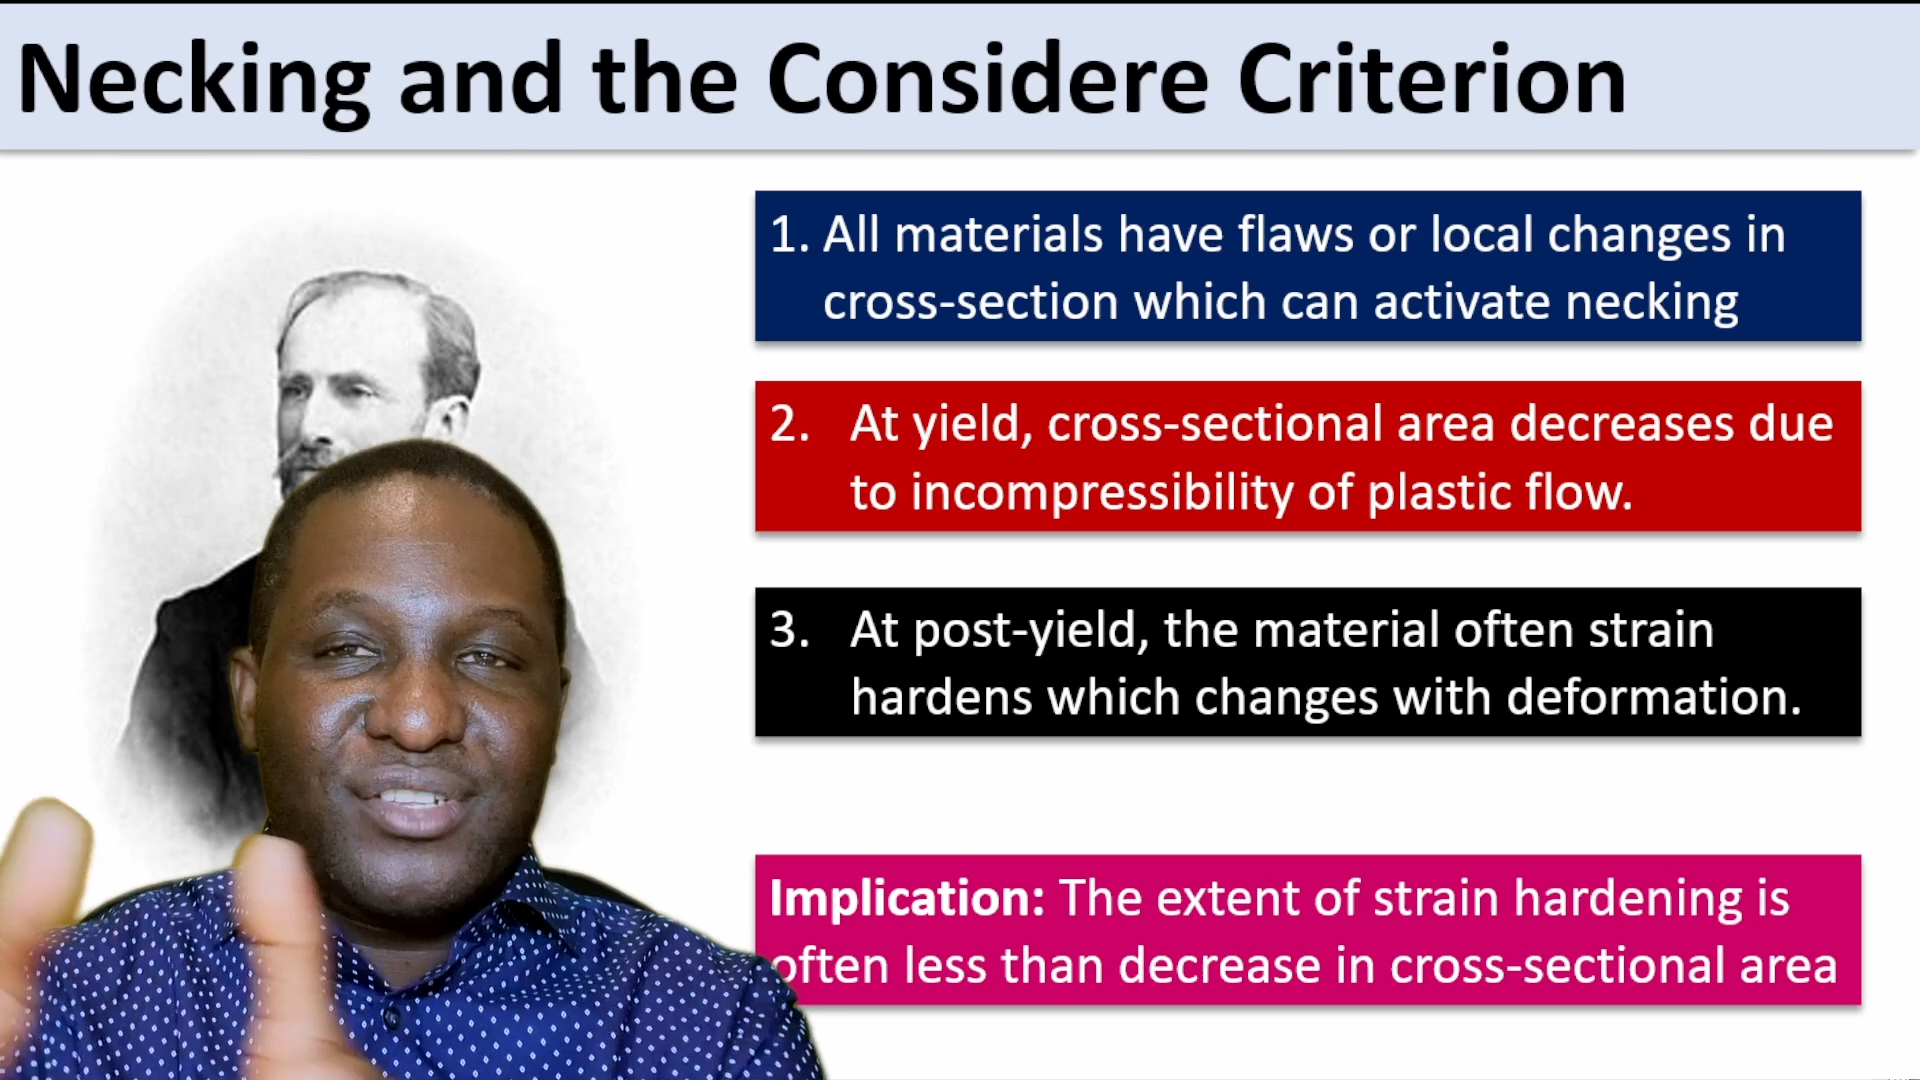 Necking and the Considere Criterion
1. All materials have flaws or local changes in
cross-section which can activate necking
2. At yield, cross-sectional area decreases due
to incompressibility of plastic flow.
3. At post-yield, the material often strain
hardens which changes with deformation.
Implication: The extent of strain hardening is
often less than decrease in cross-sectional area